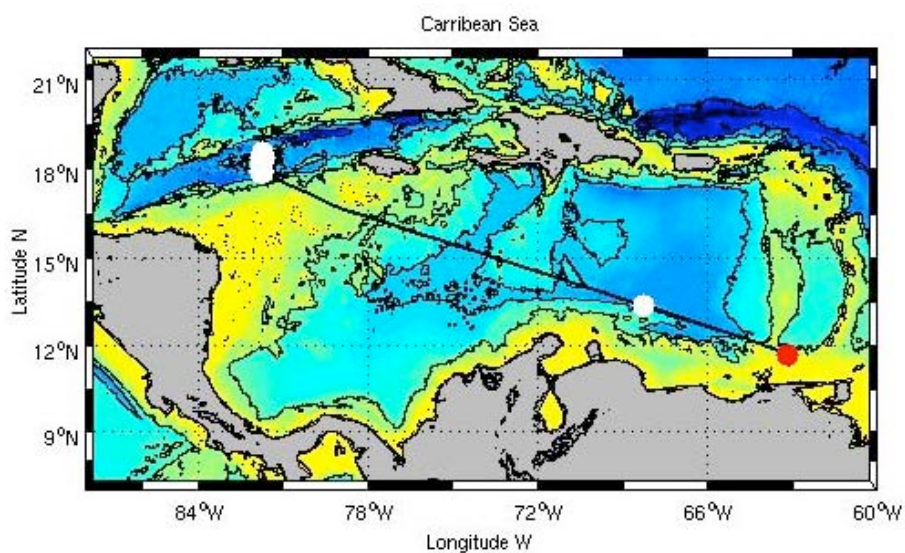 Carribean Sea
21°N
18°N
15°N
12°N
9°N
Latitude N
84°W
78°W
72°W
66°W
60°W
Longitude W